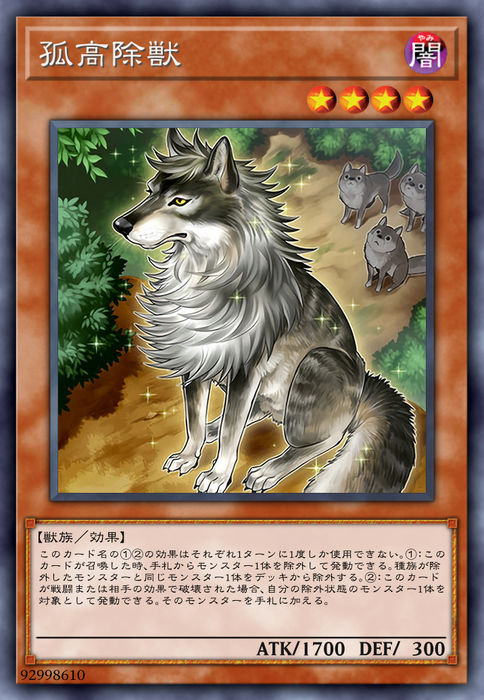 孤高除獣
やみ
闇
【獣族／効果】
このカード名の①②の効果はそれぞれ1ターンに1度しか使用できない。①：この
カードが召喚した時、手札からモンスター1体を除外して発動できる。種族が除
外したモンスターと同じモンスター1体をデッキから除外する。②：このカード
が戦闘または相手の効果で破壊された場合、自分の除外状態のモンスター1体を
対象として発動できる。そのモンスターを手札に加える。
ATK/1700 DEF/ 300
92998610